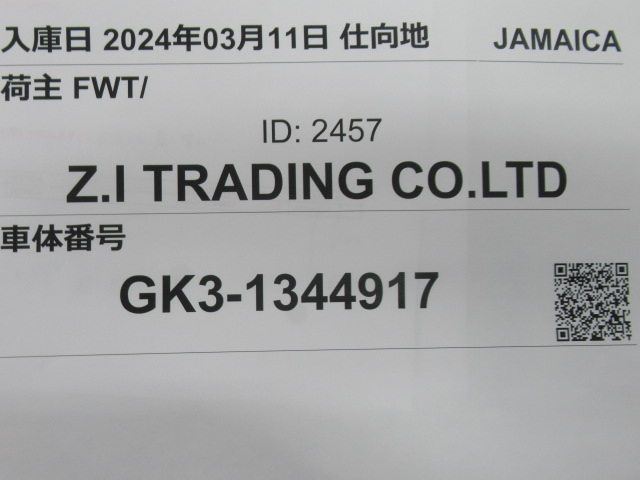 入庫日 2024年03月11日 仕向地 JAMAICA
荷主 FWT/
ID: 2457
Z.I TRADING CO.LTD
車体番号
GK3-1344917